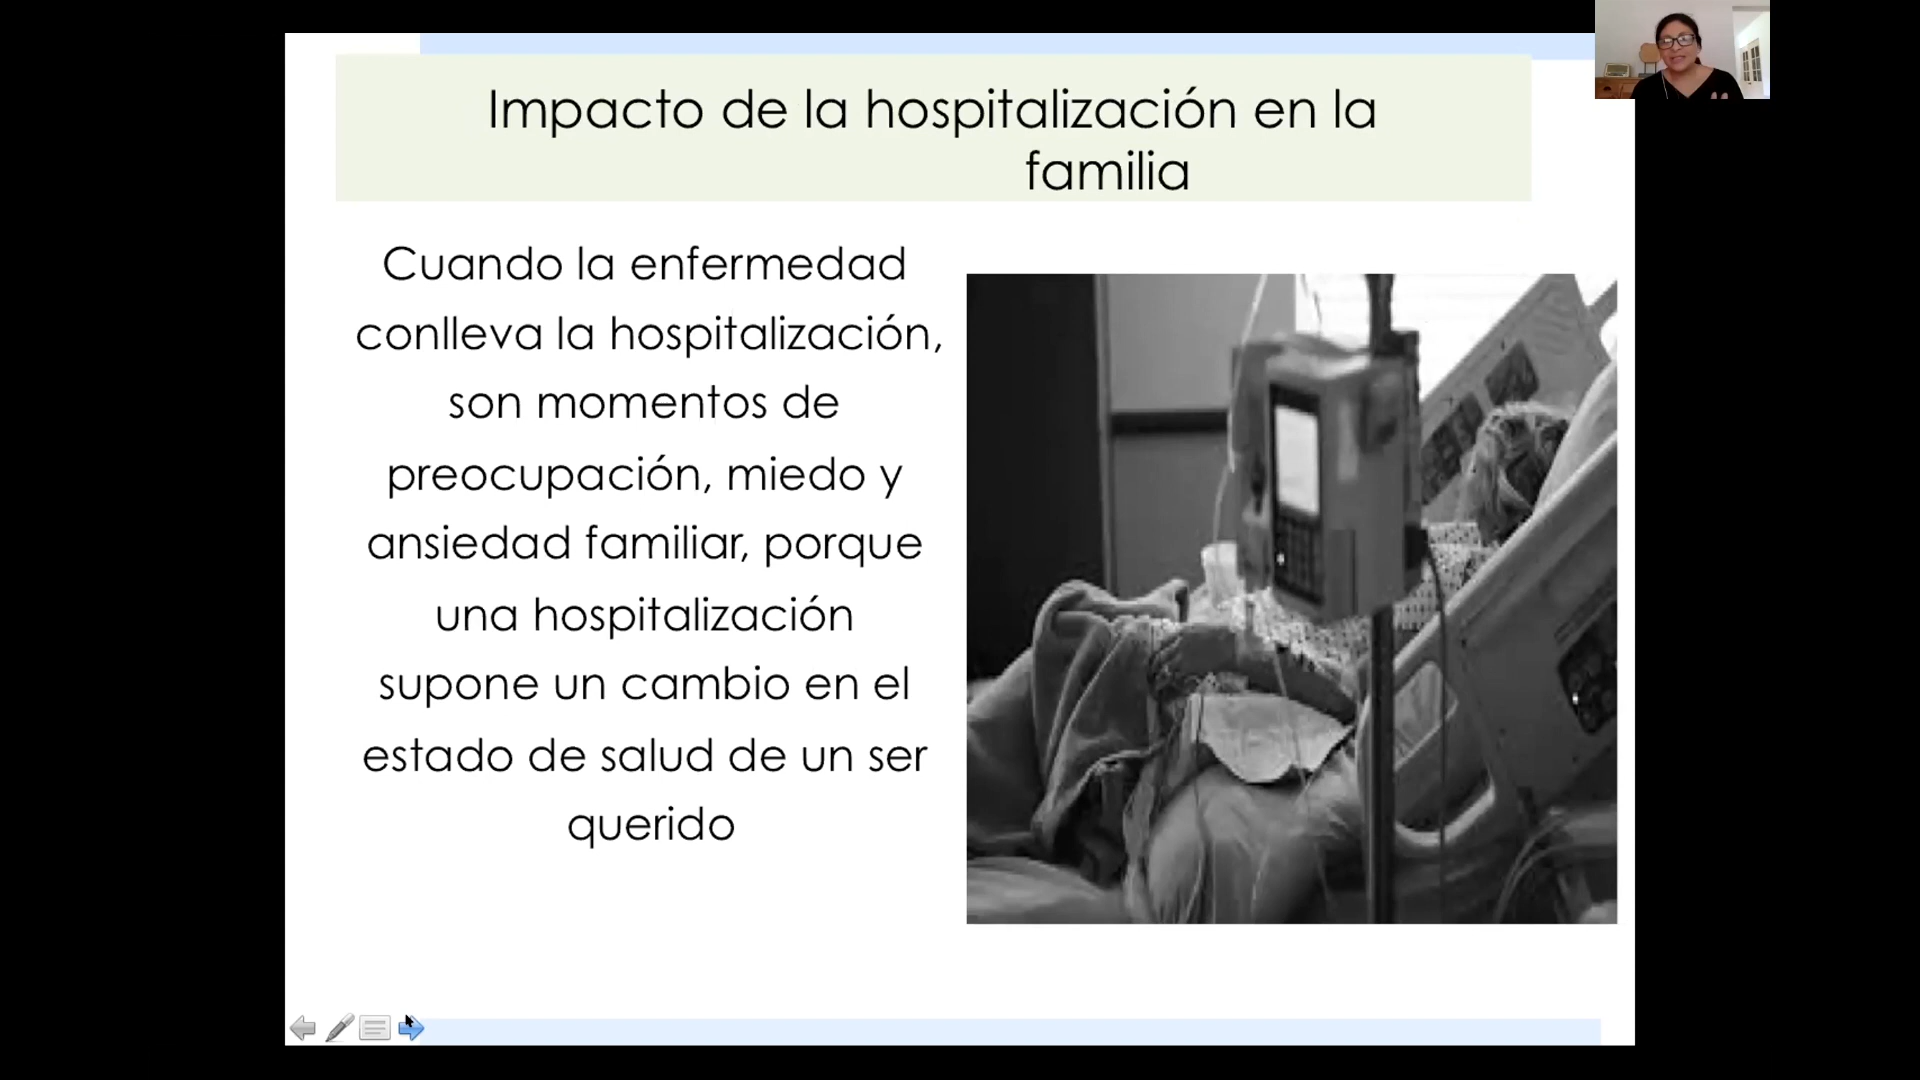 Impacto de la hospitalización en la
familia
Cuando la enfermedad
conlleva la hospitalización,
son momentos de
preocupación, miedo y
ansiedad familiar, porque
una hospitalización
supone un cambio en el
estado de salud de un ser
querido